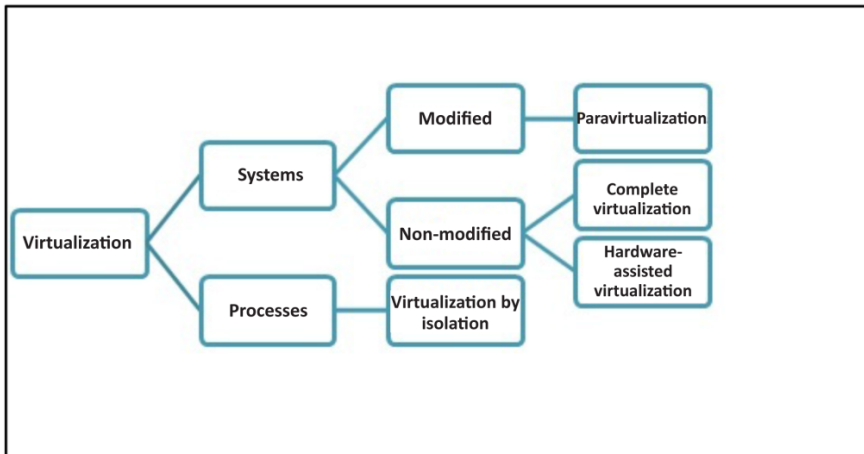 Virtualization
Systems
Processes
Modified
Non-modified
Virtualization by
isolation
Paravirtualization
Complete
virtualization
Hardware-
assisted
virtualization